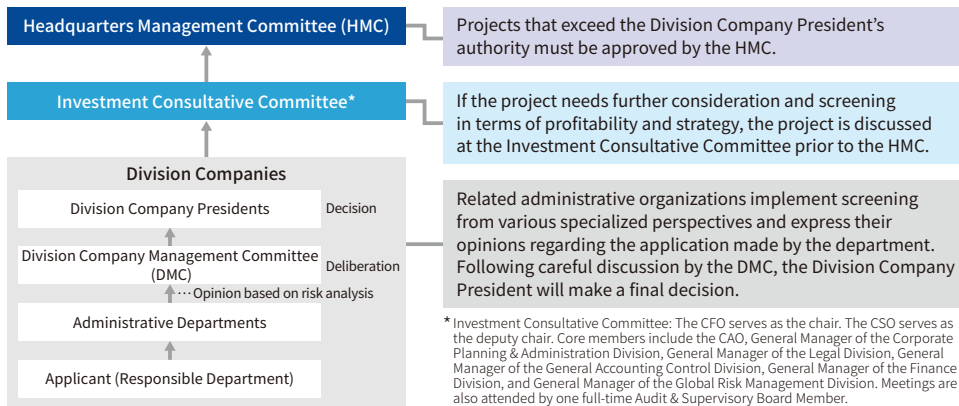 Headquarters Management Committee (HMC)
Projects that exceed the Division Company President's
authority must be approved by the HMC.
Investment Consultative Committee*
If the project needs further consideration and screening
in terms of profitability and strategy, the project is discussed
at the Investment Consultative Committee prior to the HMC.
Division Companies
Division Company Presidents
Decision
Division Company Management Committee
(DMC)
Deliberation
…Opinion based on risk analysis
Administrative Departments
Applicant (Responsible Department)
Related administrative organizations implement screening
from various specialized perspectives and express their
opinions regarding the application made by the department.
Following careful discussion by the DMC, the Division Company
President will make a final decision.
* Investment Consultative Committee: The CFO serves as the chair. The CSO serves as
the deputy chair. Core members include the CAO, General Manager of the Corporate
Planning & Administration Division, General Manager of the Legal Division, General
Manager of the General Accounting Control Division, General Manager of the Finance
Division, and General Manager of the Global Risk Management Division. Meetings are
also attended by one full-time Audit & Supervisory Board Member.